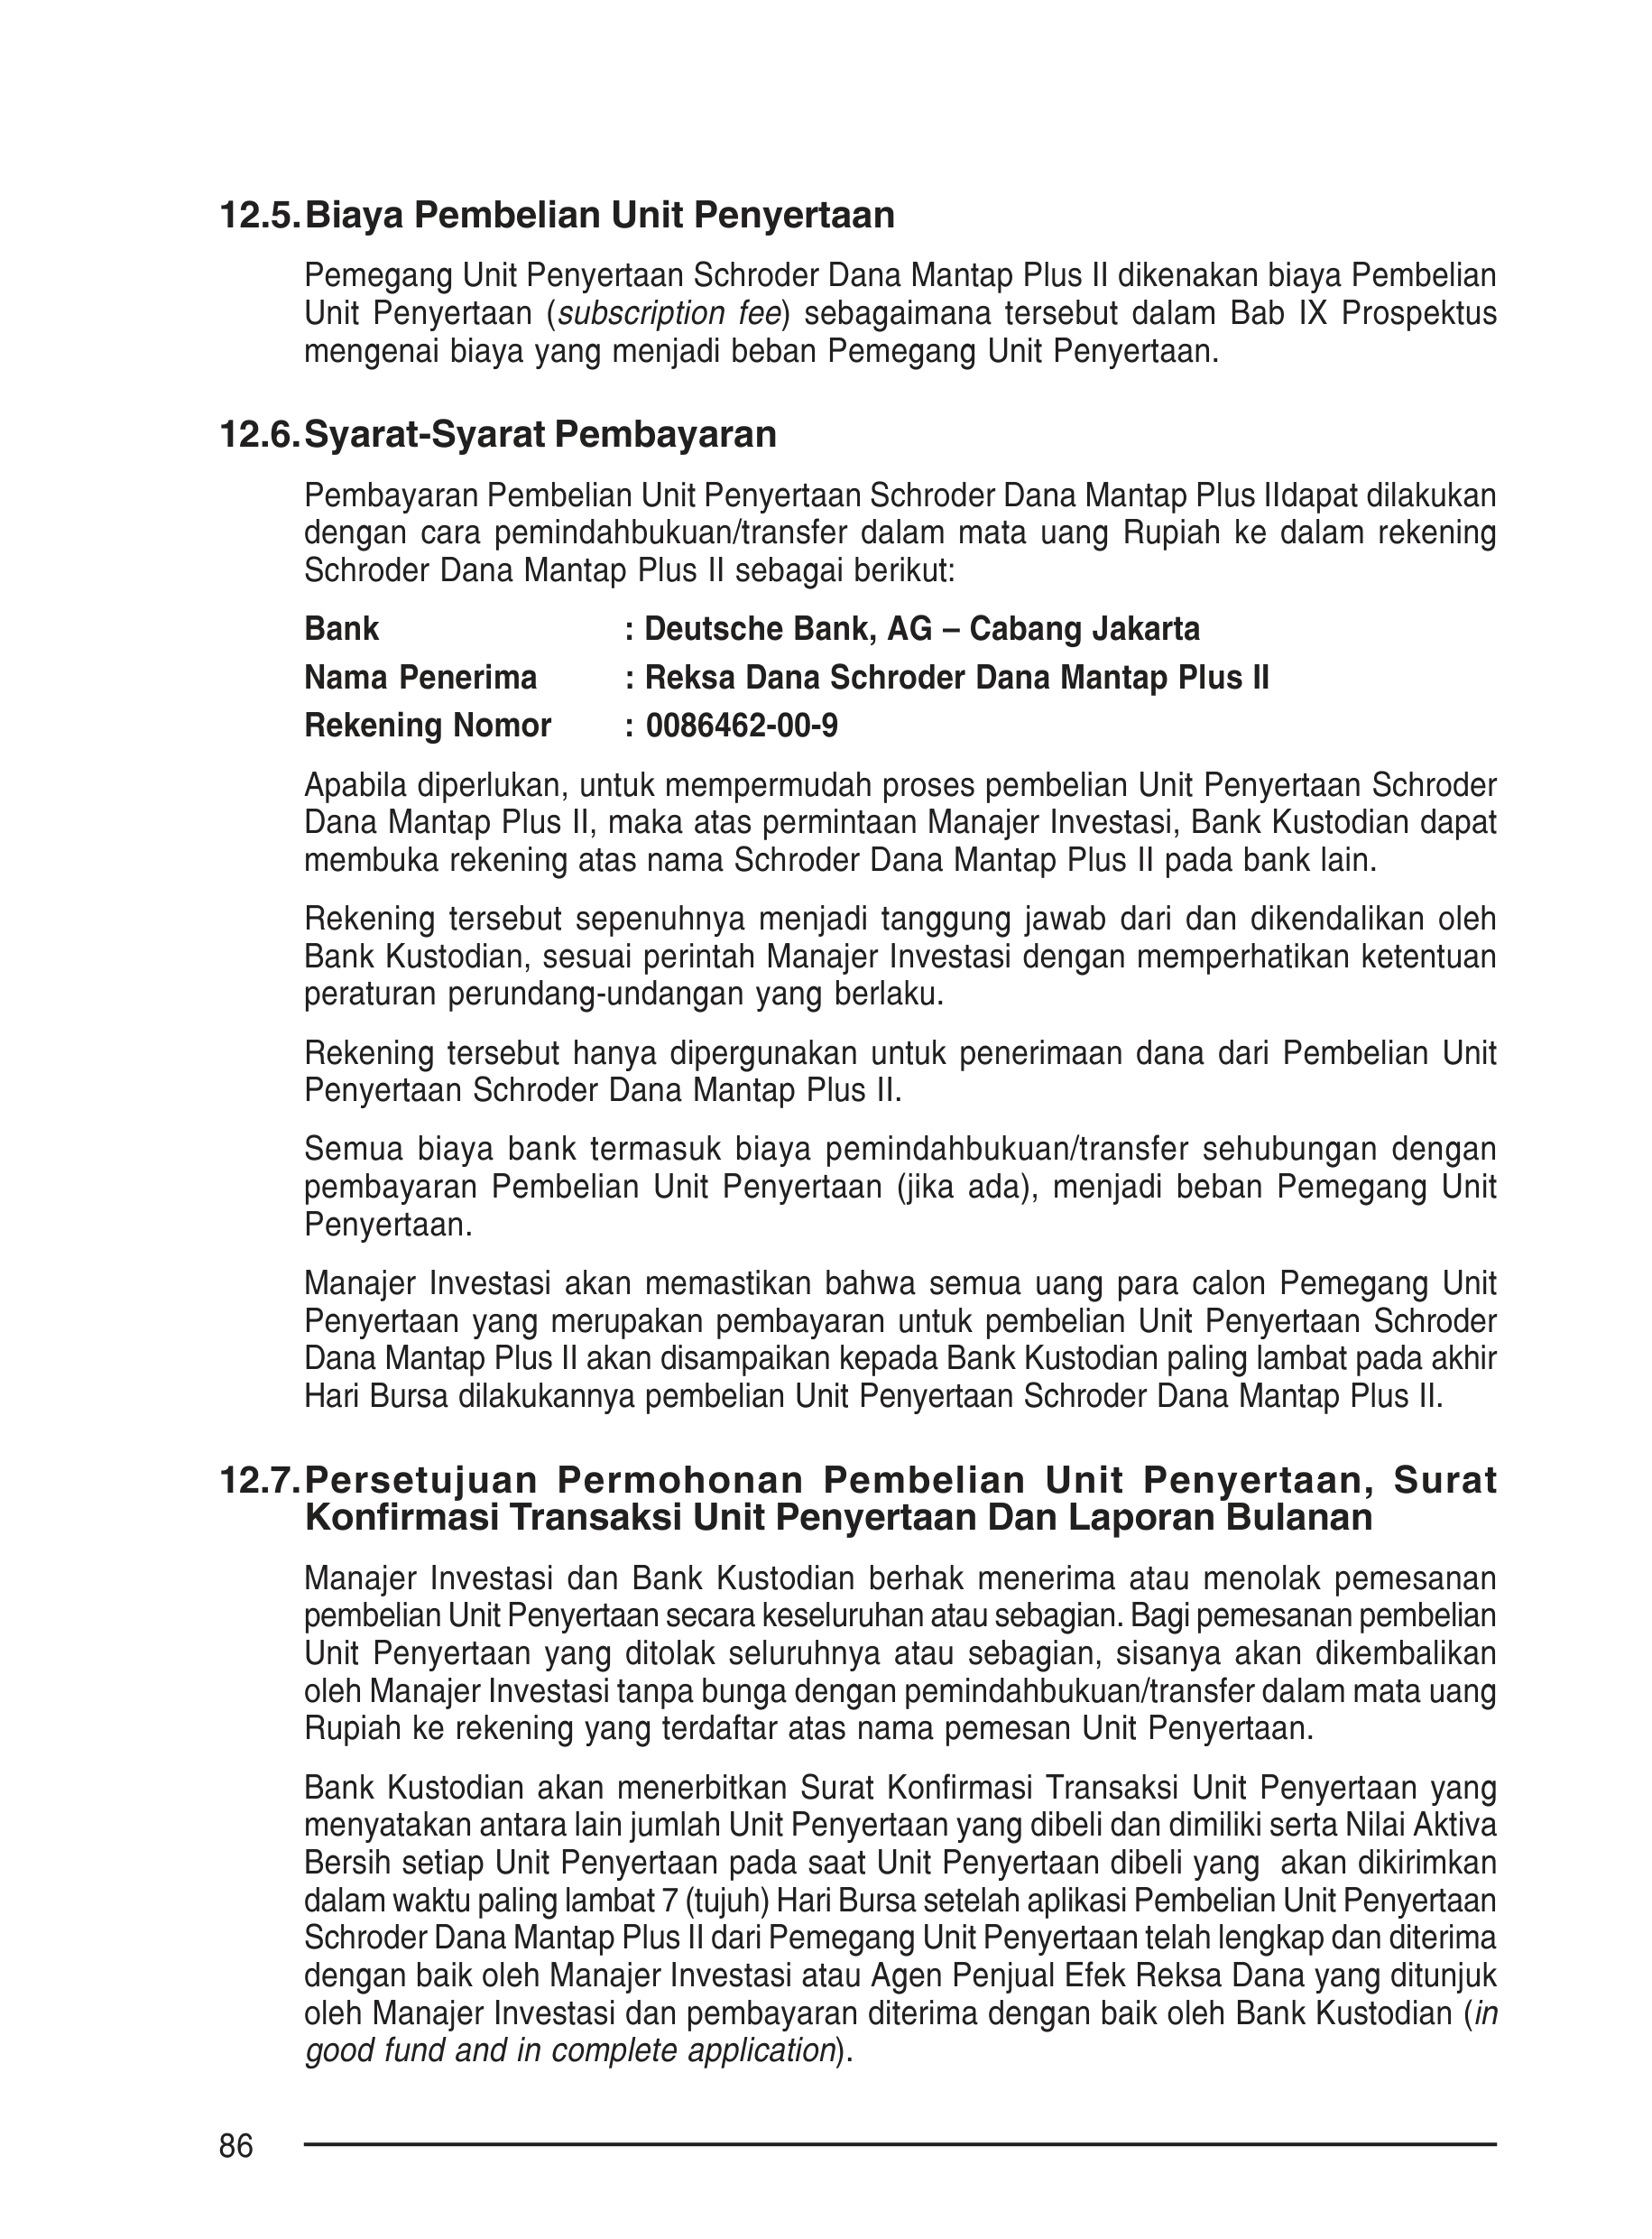 12.5. Biaya Pembelian Unit Penyertaan
Pemegang Unit Penyertaan Schroder Dana Mantap Plus II dikenakan biaya Pembelian
Unit Penyertaan (subscription fee) sebagaimana tersebut dalam Bab IX Prospektus
mengenai biaya yang menjadi beban Pemegang Unit Penyertaan.
12.6. Syarat-Syarat Pembayaran
Pembayaran Pembelian Unit Penyertaan Schroder Dana Mantap Plus IIdapat dilakukan
dengan cara pemindahbukuan/transfer dalam mata uang Rupiah ke dalam rekening
Schroder Dana Mantap Plus II sebagai berikut:
Bank : Deutsche Bank, AG – Cabang Jakarta
Nama Penerima : Reksa Dana Schroder Dana Mantap Plus II
Rekening Nomor : 0086462-00-9
Apabila diperlukan, untuk mempermudah proses pembelian Unit Penyertaan Schroder
Dana Mantap Plus II, maka atas permintaan Manajer Investasi, Bank Kustodian dapat
membuka rekening atas nama Schroder Dana Mantap Plus II pada bank lain.
Rekening tersebut sepenuhnya menjadi tanggung jawab dari dan dikendalikan oleh
Bank Kustodian, sesuai perintah Manajer Investasi dengan memperhatikan ketentuan
peraturan perundang-undangan yang berlaku.
Rekening tersebut hanya dipergunakan untuk penerimaan dana dari Pembelian Unit
Penyertaan Schroder Dana Mantap Plus II.
Semua biaya bank termasuk biaya pemindahbukuan/transfer sehubungan dengan
pembayaran Pembelian Unit Penyertaan (jika ada), menjadi beban Pemegang Unit
Penyertaan.
Manajer Investasi akan memastikan bahwa semua uang para calon Pemegang Unit
Penyertaan yang merupakan pembayaran untuk pembelian Unit Penyertaan Schroder
Dana Mantap Plus II akan disampaikan kepada Bank Kustodian paling lambat pada akhir
Hari Bursa dilakukannya pembelian Unit Penyertaan Schroder Dana Mantap Plus II.
12.7. Persetujuan Permohonan Pembelian Unit Penyertaan, Surat
Konfirmasi Transaksi Unit Penyertaan Dan Laporan Bulanan
Manajer Investasi dan Bank Kustodian berhak menerima atau menolak pemesanan
pembelian Unit Penyertaan secara keseluruhan atau sebagian. Bagi pemesanan pembelian
Unit Penyertaan yang ditolak seluruhnya atau sebagian, sisanya akan dikembalikan
oleh Manajer Investasi tanpa bunga dengan pemindahbukuan/transfer dalam mata uang
Rupiah ke rekening yang terdaftar atas nama pemesan Unit Penyertaan.
Bank Kustodian akan menerbitkan Surat Konfirmasi Transaksi Unit Penyertaan yang
menyatakan antara lain jumlah Unit Penyertaan yang dibeli dan dimiliki serta Nilai Aktiva
Bersih setiap Unit Penyertaan pada saat Unit Penyertaan dibeli yang akan dikirimkan
dalam waktu paling lambat 7 (tujuh) Hari Bursa setelah aplikasi Pembelian Unit Penyertaan
Schroder Dana Mantap Plus II dari Pemegang Unit Penyertaan telah lengkap dan diterima
dengan baik oleh Manajer Investasi atau Agen Penjual Efek Reksa Dana yang ditunjuk
oleh Manajer Investasi dan pembayaran diterima dengan baik oleh Bank Kustodian (in
good fund and in complete application).
86